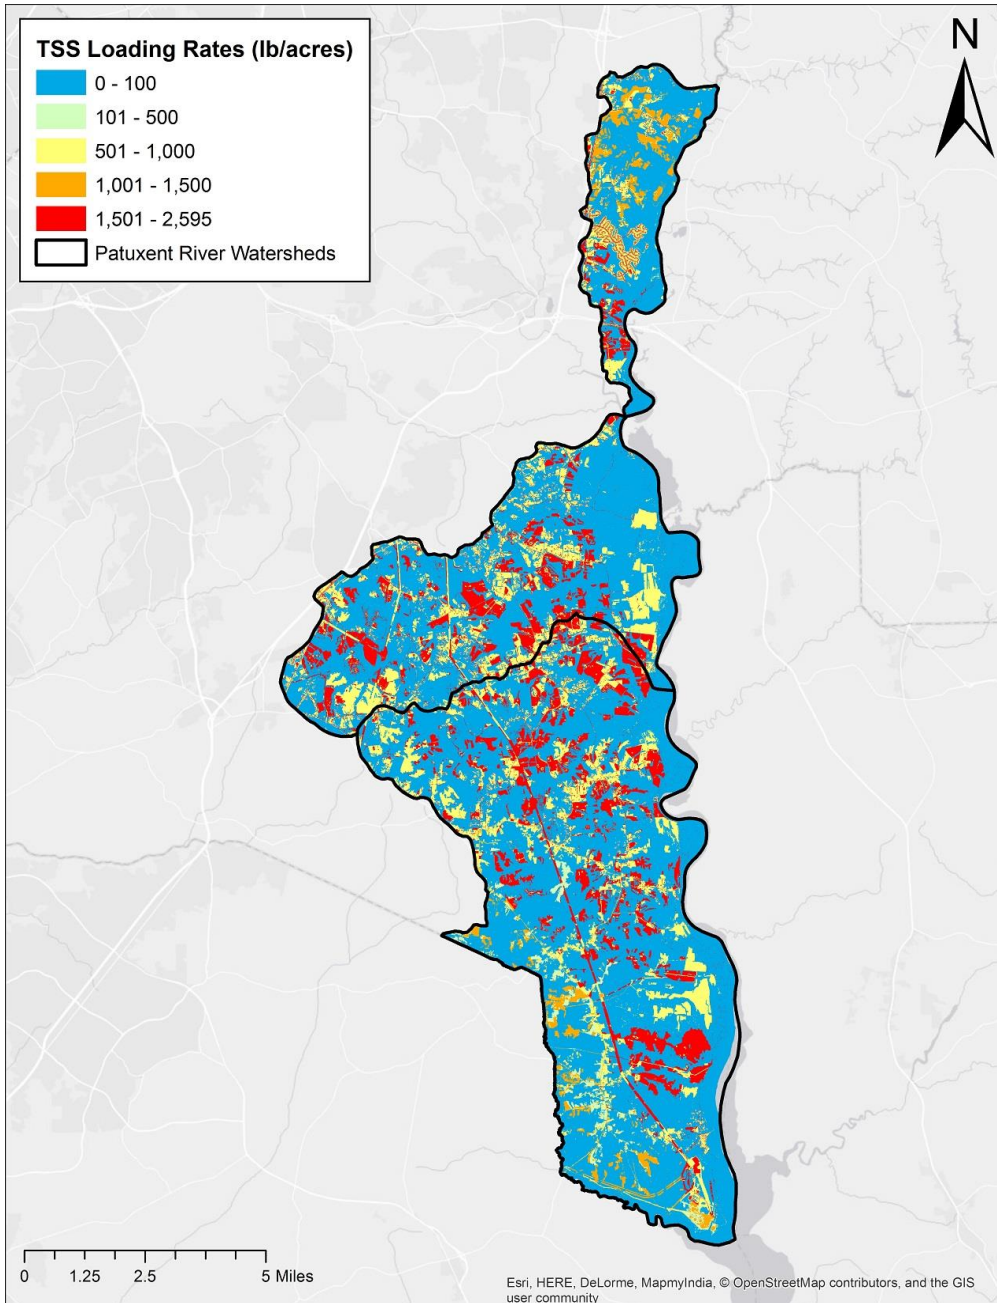 TSS Loading Rates (lb/acres)
0 - 100
101 - 500
501 - 1,000
1,001 - 1,500
1,501 - 2,595
Patuxent River Watersheds
N
0 1.25 2.5 5 Miles
Esri, HERE, DeLorme, MapmyIndia, © OpenStreetMap contributors, and the GIS
user community